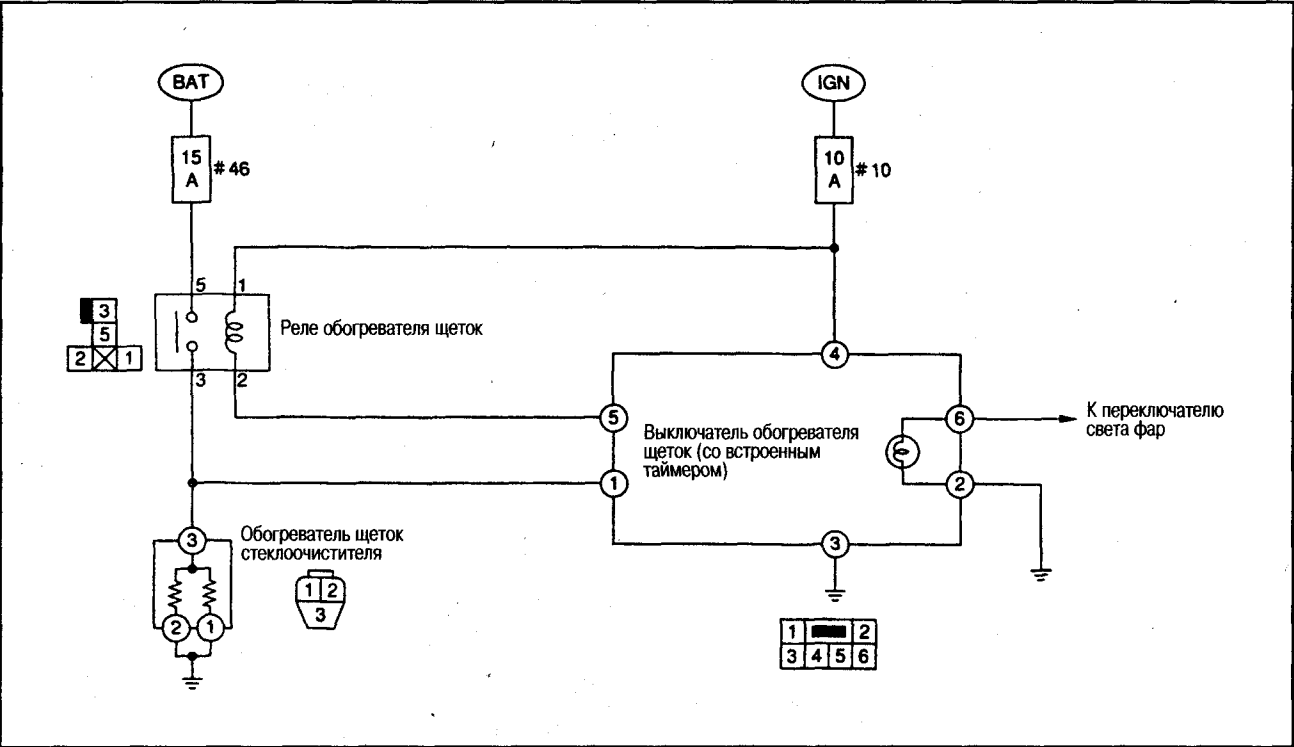 BAT
IGN
15 A
# 46
10 A
# 10
5 1
3
5
2 1
Реле обогревателя щеток
3 2
4
5
Выключатель обогревателя
щеток (со встроенным
таймером)
6
К переключателю
света фар
1
2
3
Обогреватель щеток
стеклоочистителя
3
1 2
3
2 1
1 2
3 4 5 6